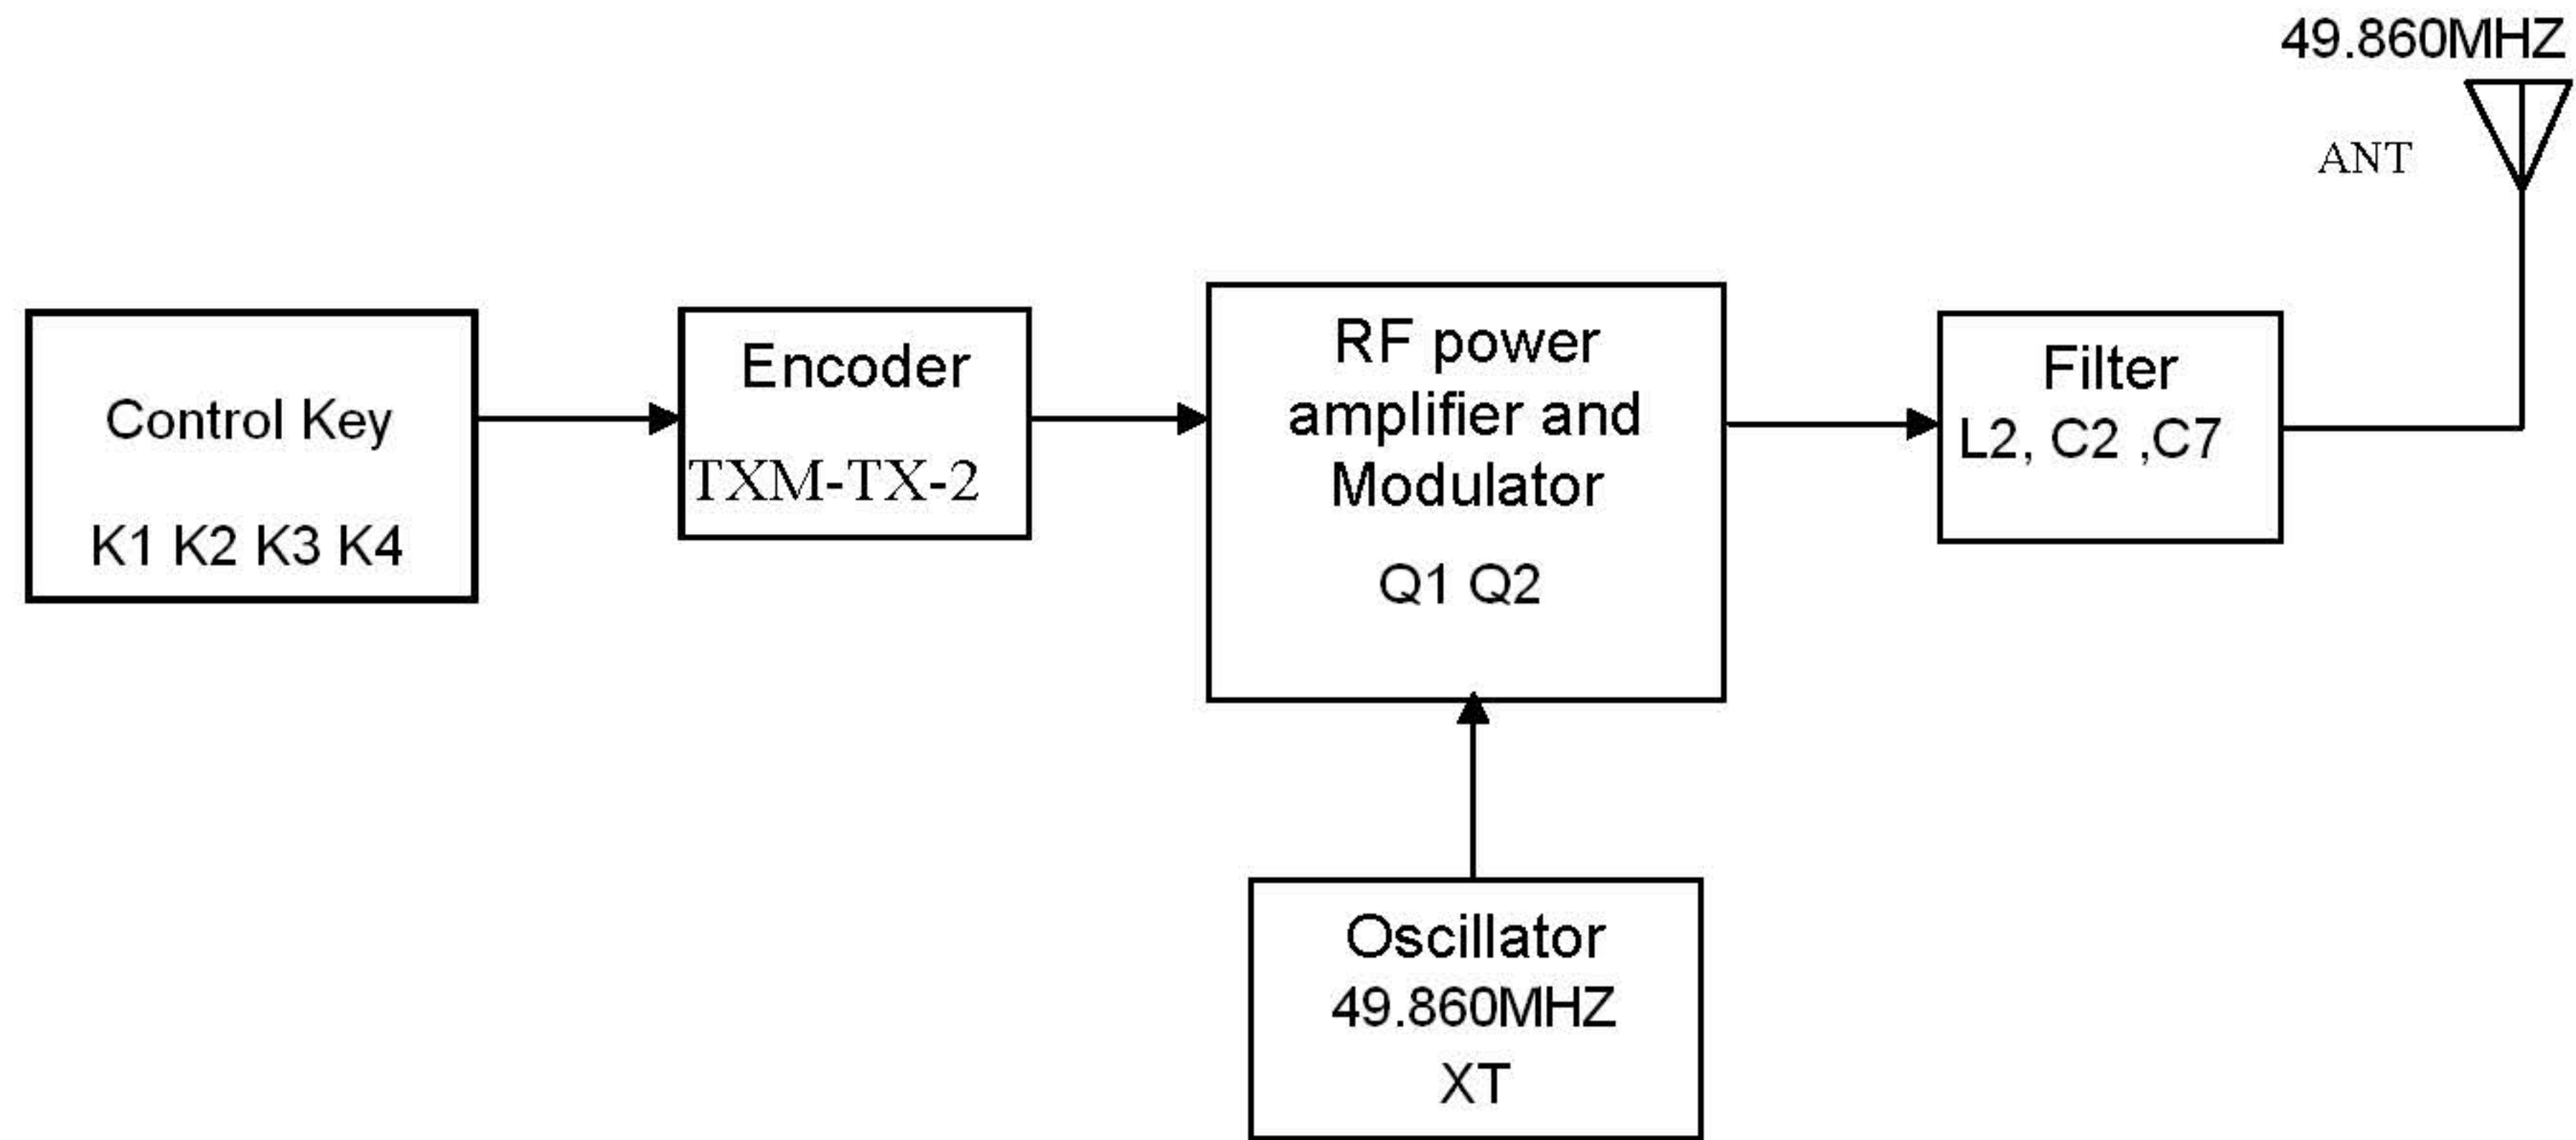 49.860MHZ
ANT
Control Key
K1 K2 K3 K4
Encoder
TXM-TX-2
RF power
amplifier and
Modulator
Q1 Q2
Filter
L2, C2 ,C7
Oscillator
49.860MHZ
XT